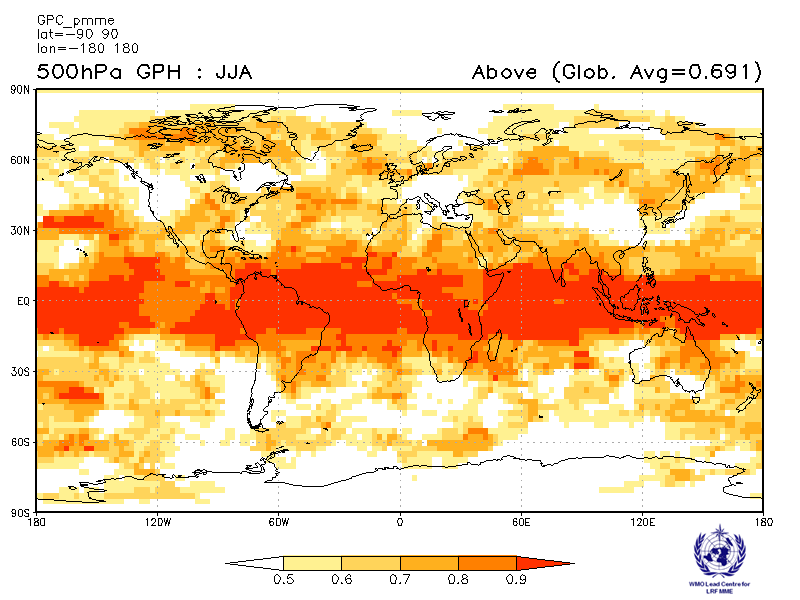 GPC_pmme
lat=-90 90
lon=-180 180
500hPa GPH : JJA Above (Glob. Avg=0.691)
90N
60N
30N
EQ
30S
60S
90S
180 120W 60W 0 60E 120E 180
0.5 0.6 0.7 0.8 0.9
WMO Lead Centre for
LRF MME